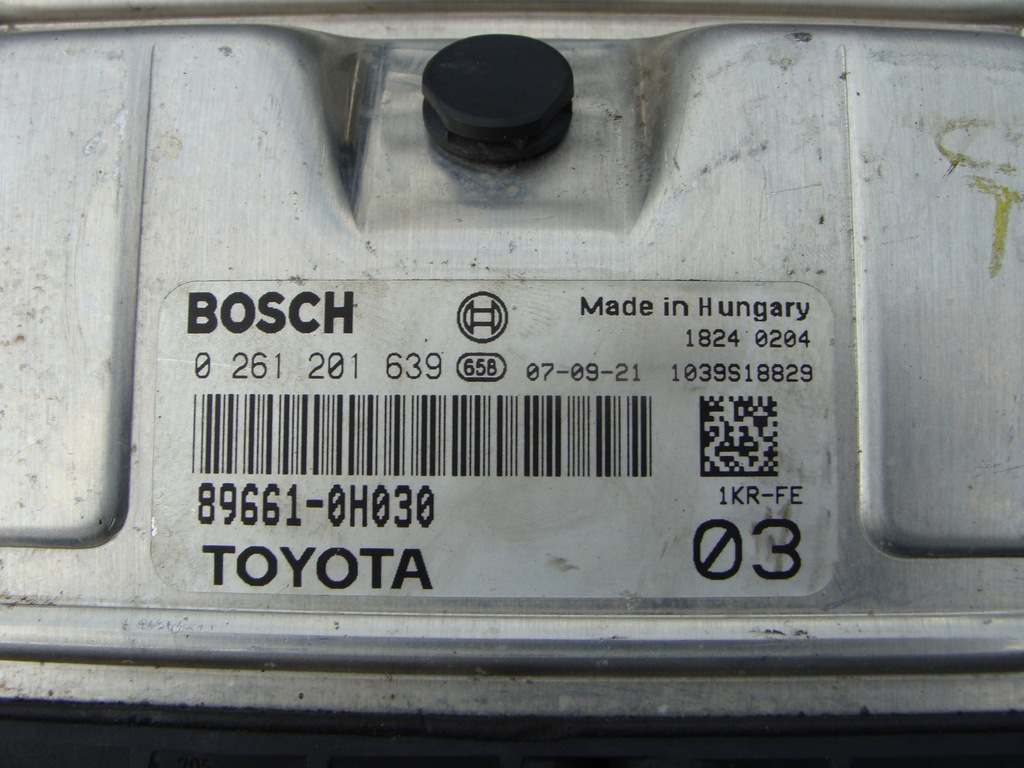 BOSCH
Made in Hungary
1824 0204
0 261 201 639 65B 07-09-21 1039S18829
89661-0H030
1KR-FE
TOYOTA
03